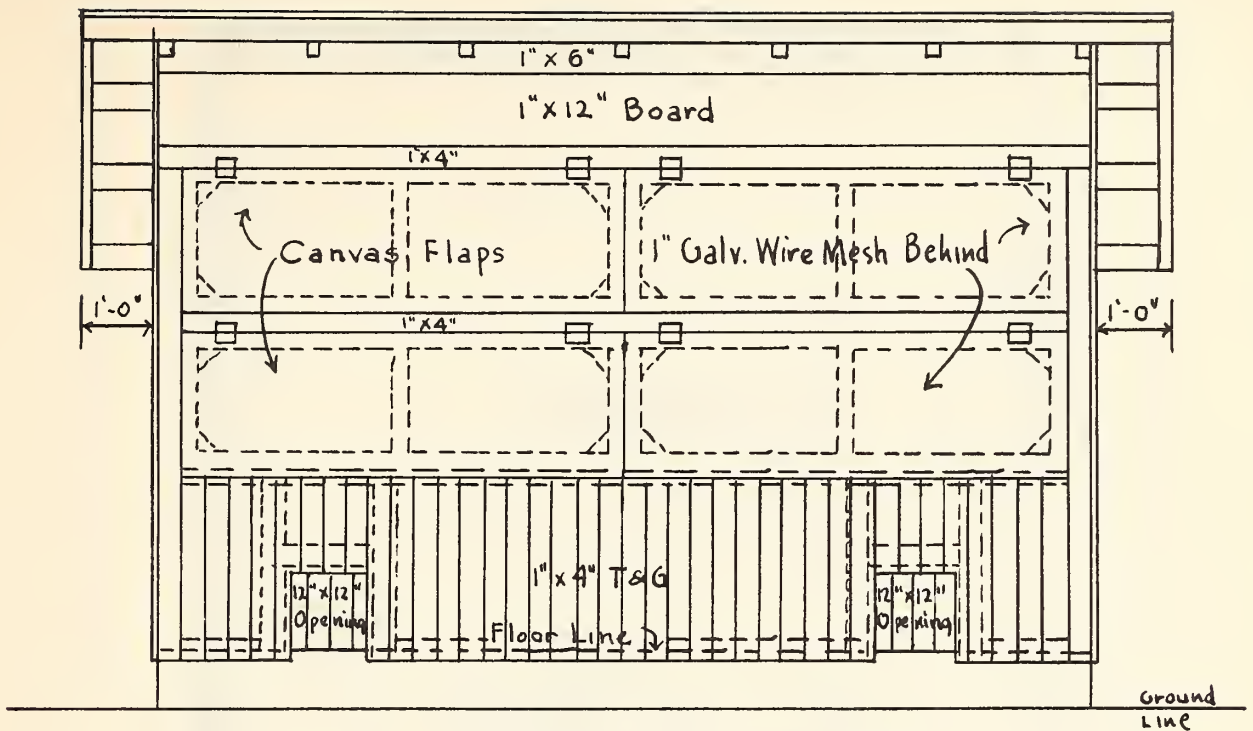 1" x 6"
1" x 12" Board
1" x 4"
Canvas Flaps
1" Galv. Wire Mesh Behind
1'-0"
1'-0"
1" x 4"
1" x 4" T & G
12" x 12"
Opening
12" x 12"
Opening
Floor Line
Ground
Line